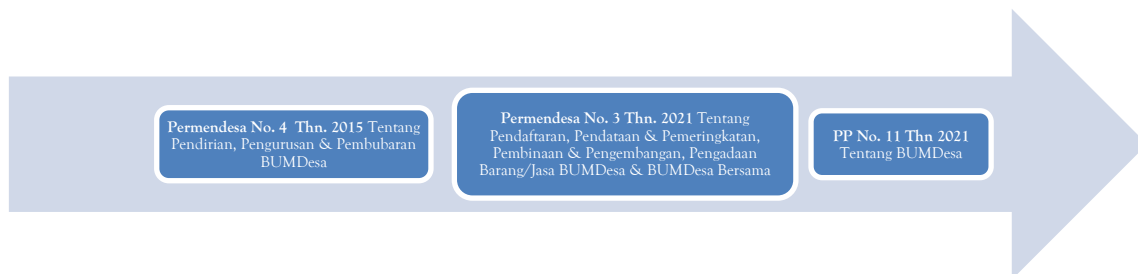 Permendesa No. 4 Thn. 2015 Tentang
Pendirian, Pengurusan & Pembubaran
BUMDesa
Permendesa No. 3 Thn. 2021 Tentang
Pendaftaran, Pendataan & Pemeringkatan,
Pembinaan & Pengembangan, Pengadaan
Barang/Jasa BUMDesa & BUMDesa Bersama
PP No. 11 Thn 2021
Tentang BUMDesa